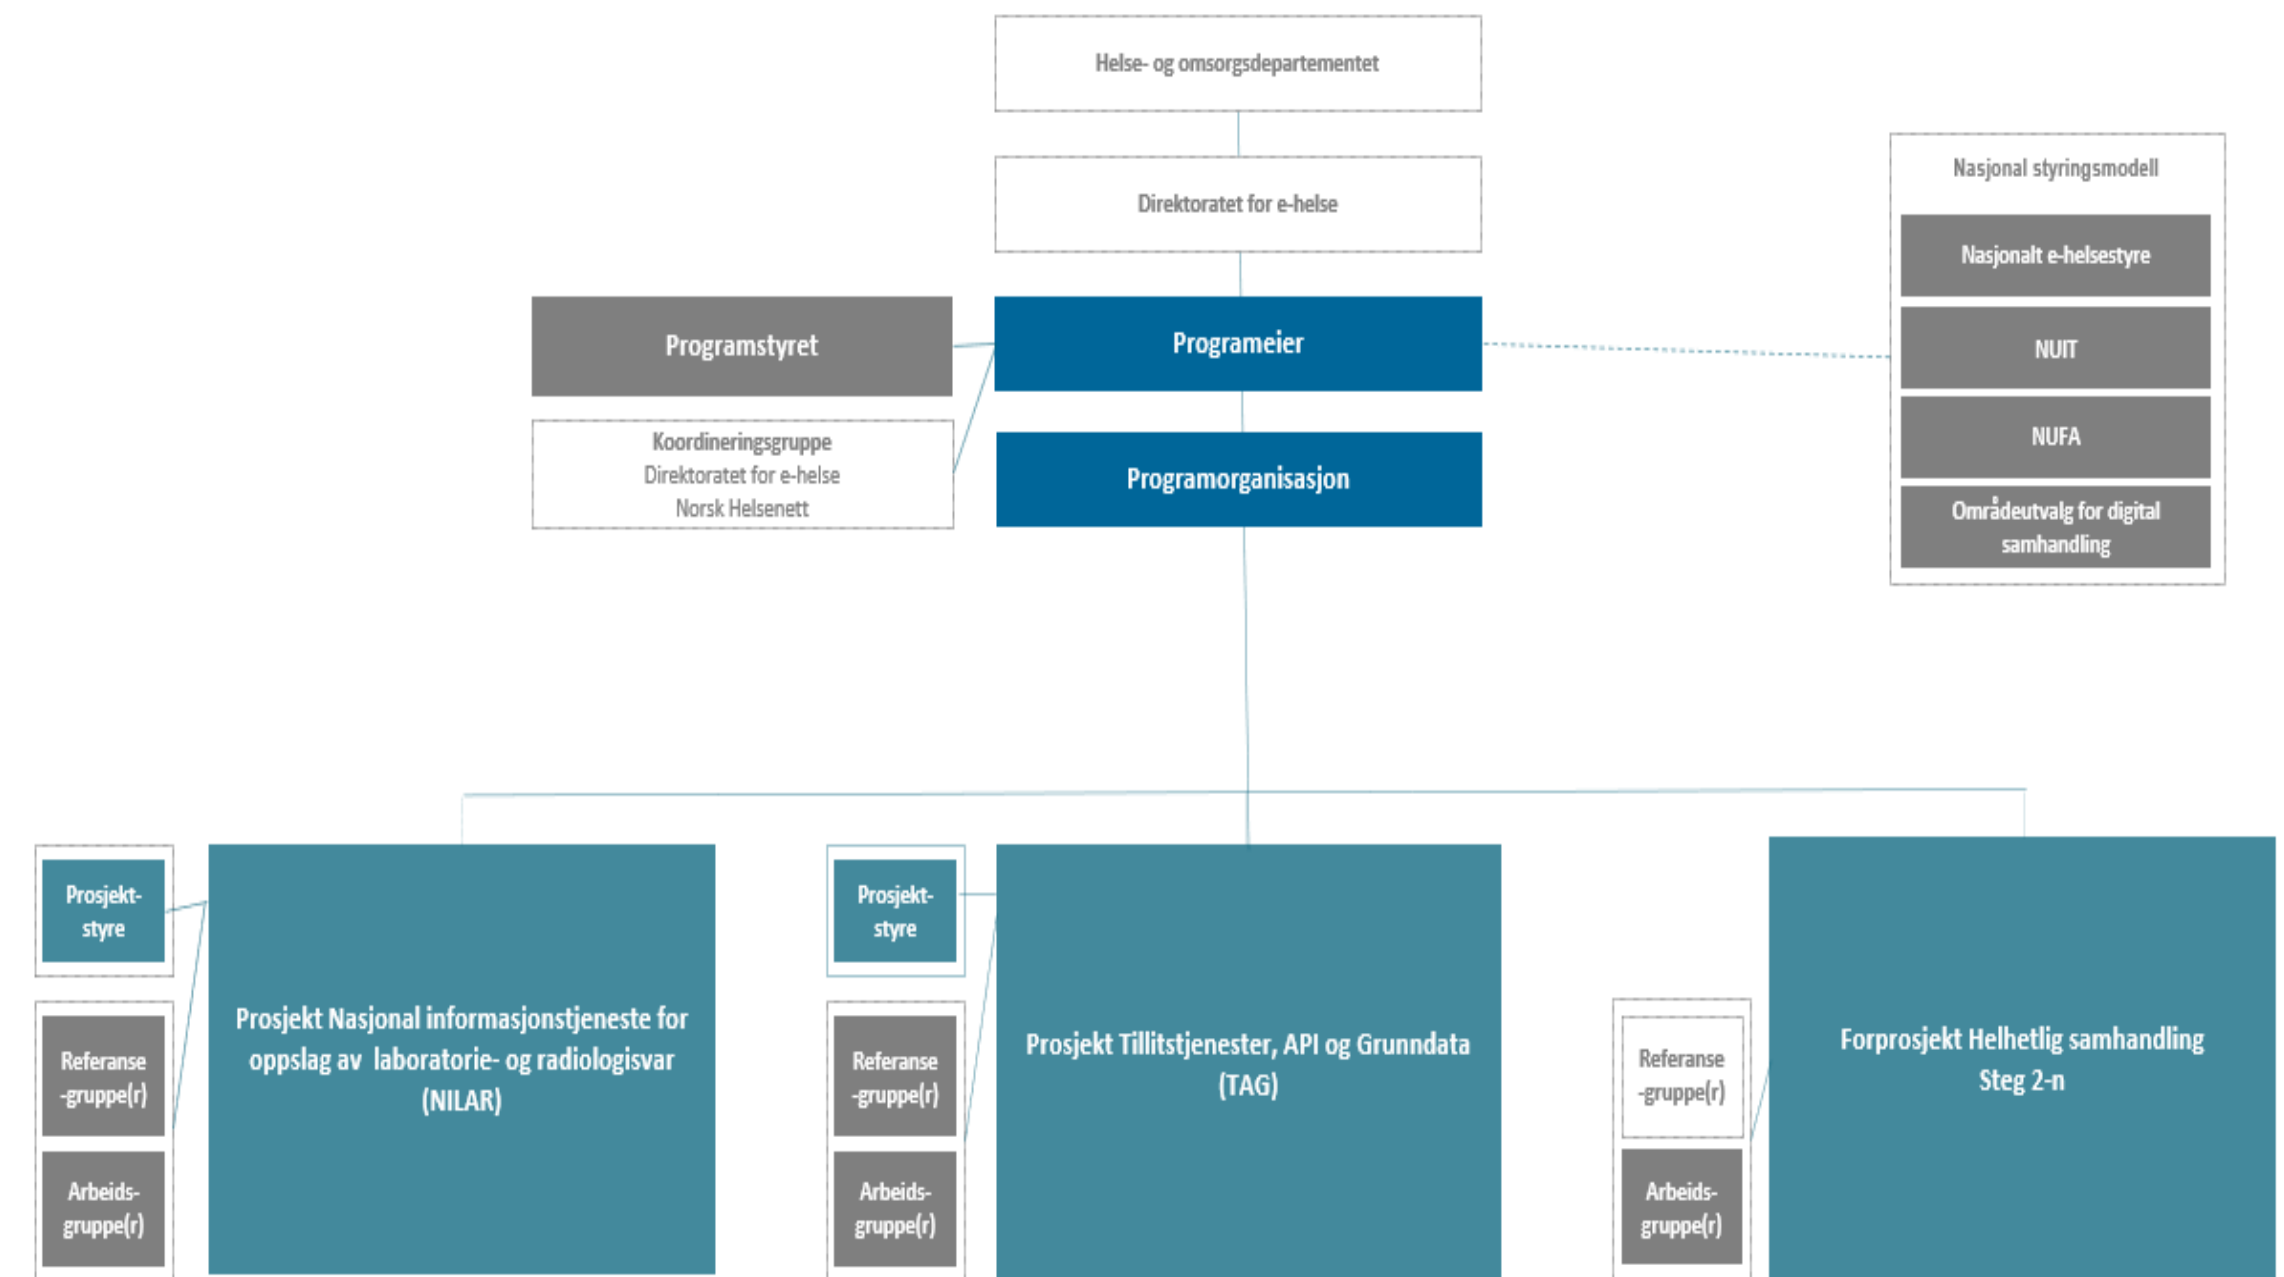 Helse- og omsorgsdepartementet
Direktoratet for e-helse
Nasjonal styringsmodell
Nasjonalt e-helsestyre
NUIT
NUFA
Områdeutvalg for digital
samhandling
Programstyret
Programeier
Koordineringsgruppe
Direktoratet for e-helse
Norsk Helsenett
Programorganisasjon
Prosjekt-
styre
Referanse
-gruppe(r)
Arbeids-
gruppe(r)
Prosjekt Nasjonal informasjonstjeneste for
oppslag av laboratorie- og radiologisvar
(NILAR)
Prosjekt-
styre
Referanse
-gruppe(r)
Arbeids-
gruppe(r)
Prosjekt Tillitstjenester, API og Grunndata
(TAG)
Referanse
-gruppe(r)
Arbeids-
gruppe(r)
Forprosjekt Helhetlig samhandling
Steg 2-n